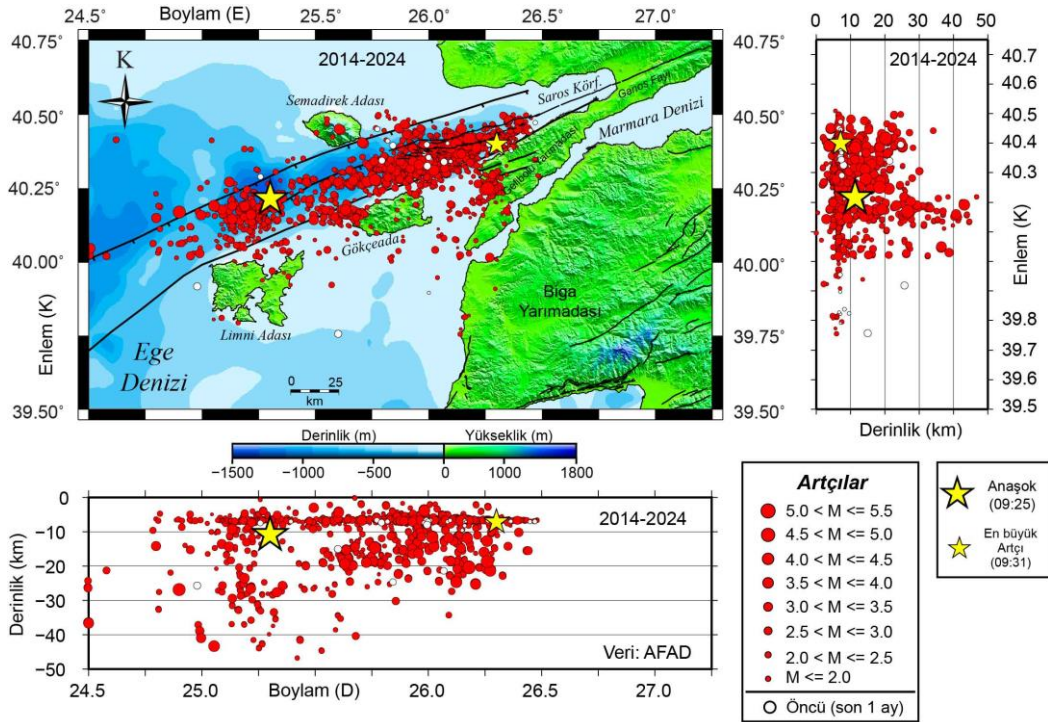 Boylam (E)
24.5 25.0 25.5 26.0 26.5 27.0
40.75°
40.50°
40.25°
40.00°
39.75°
39.50°
Enlem (K)
K
2014-2024
Semadirek Adası
Saros Körf.
Ganos Fayı
Marmara Denizi
Gelibolu Yarımadası
Gökçeada
Limni Adası
Biga
Yarımadası
Ege
Denizi
0 25
km
40.75°
40.50°
40.25°
40.00°
39.75°
39.50°
0 10 20 30 40 50
2014-2024
40.7
40.6
40.5
40.4
40.3
39.8
39.7
39.6
39.5
Enlem (K)
Derinlik (km)
Derinlik (m) Yükseklik (m)
−1500 −1000 −500 0 1000 1800
0
−10
−20
−30
−40
−50
Derinlik (km)
2014-2024
Veri: AFAD
24.5 25.0 Boylam (D) 26.0 26.5 27.0
Artçılar
5.0 < M <= 5.5
4.5 < M <= 5.0
4.0 < M <= 4.5
3.5 < M <= 4.0
3.0 < M <= 3.5
2.5 < M <= 3.0
2.0 < M <= 2.5
M <= 2.0
Öncü (son 1 ay)
Anaşok
(09:25)
En büyük
Artçı
(09:31)